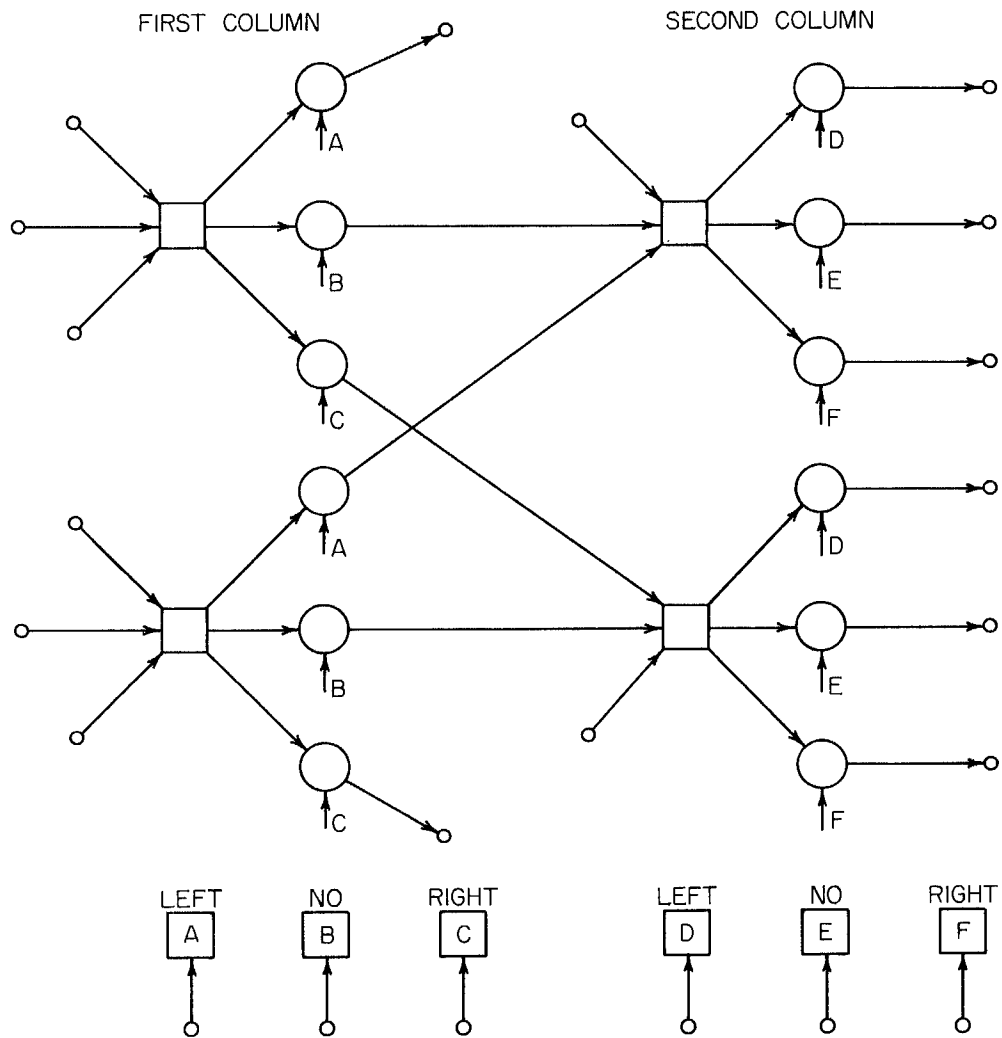 FIRST COLUMN
SECOND COLUMN
A
D
B
E
C
F
A
D
B
E
C
F
LEFT NO RIGHT LEFT NO RIGHT
A B C D E F